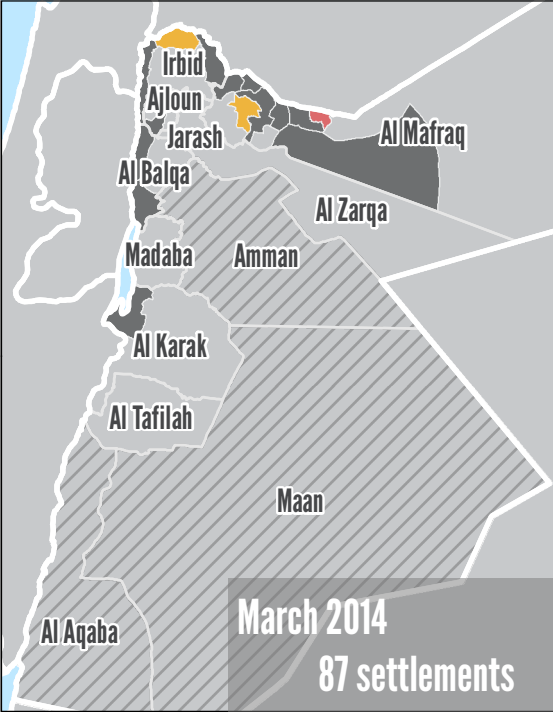 Irbid
Ajloun
Jarash
Al Mafraq
Al Balqa
Al Zarqa
Madaba
Amman
Al Karak
Al Tafilah
Maan
Al Aqaba
March 2014
87 settlements